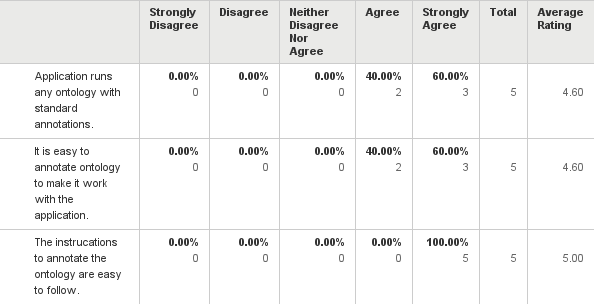 Strongly Disagree Disagree Neither Disagree Nor Agree Agree Strongly Agree Total Average Rating
Application runs any ontology with standard annotations. 0.00% 0 0.00% 0 0.00% 0 40.00% 2 60.00% 3 5 4.60
It is easy to annotate ontology to make it work with the application. 0.00% 0 0.00% 0 0.00% 0 40.00% 2 60.00% 3 5 4.60
The instrucations to annotate the ontology are easy to follow. 0.00% 0 0.00% 0 0.00% 0 0.00% 0 100.00% 5 5 5.00